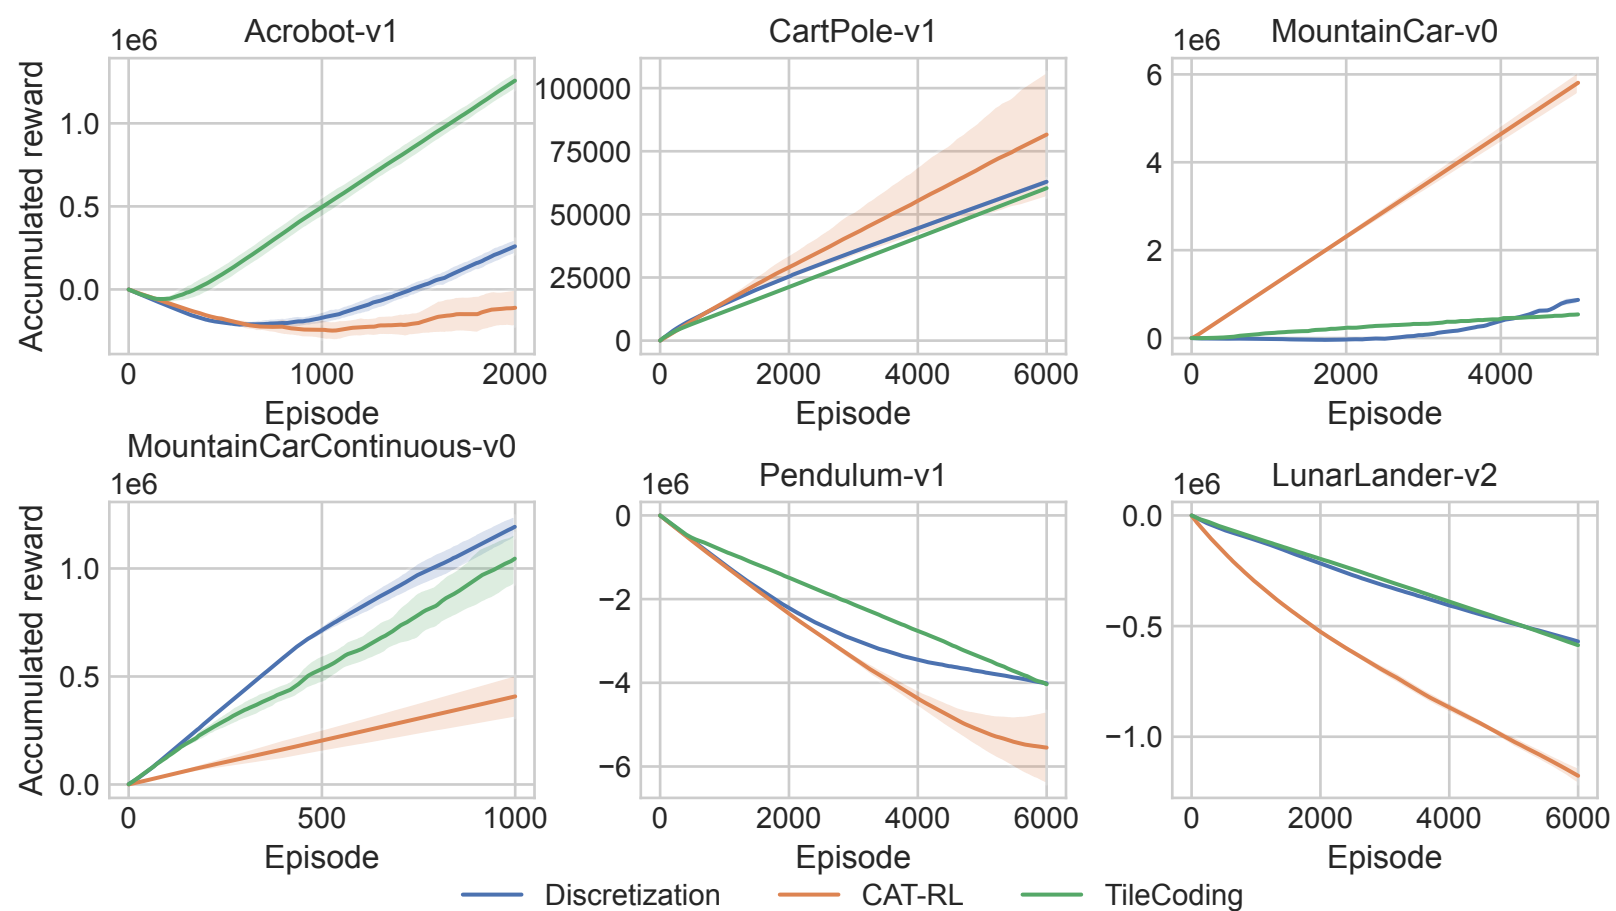 Acrobot-v1
1e6
Accumulated reward
1.0
0.5
0.0
0 1000 2000
Episode
CartPole-v1
100000
75000
50000
25000
0
0 2000 4000 6000
Episode
MountainCar-v0
1e6
6
4
2
0
0 2000 4000
Episode
MountainCarContinuous-v0
1e6
Accumulated reward
1.0
0.5
0.0
0 500 1000
Episode
Pendulum-v1
1e6
0
−2
−4
−6
0 2000 4000 6000
Episode
LunarLander-v2
1e6
0.0
−0.5
−1.0
0 2000 4000 6000
Episode
Discretization CAT-RL TileCoding